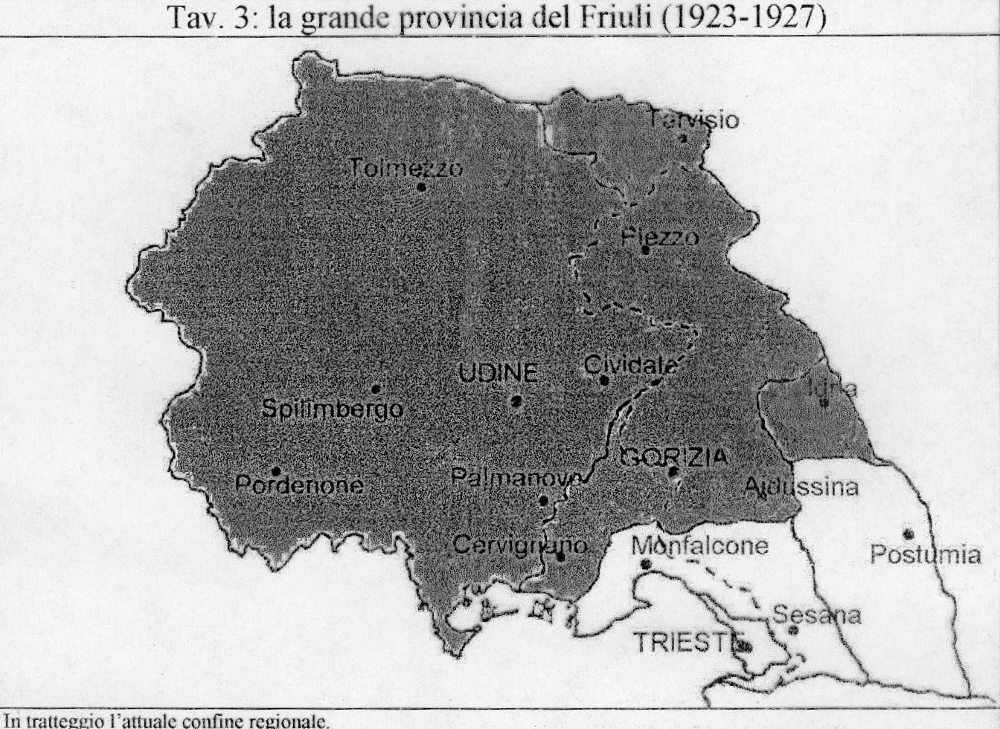 Tav. 3: la grande provincia del Friuli (1923-1927)
Tarvisio
Tolmezzo
Plezzo
UDINE
Cividale
Idria
Spilimbergo
GORIZIA
Palmanova
Pordenone
Aidussina
Cervignano
Monfalcone
Postumia
Sesana
TRIESTE
In tratteggio l'attuale confine regionale.